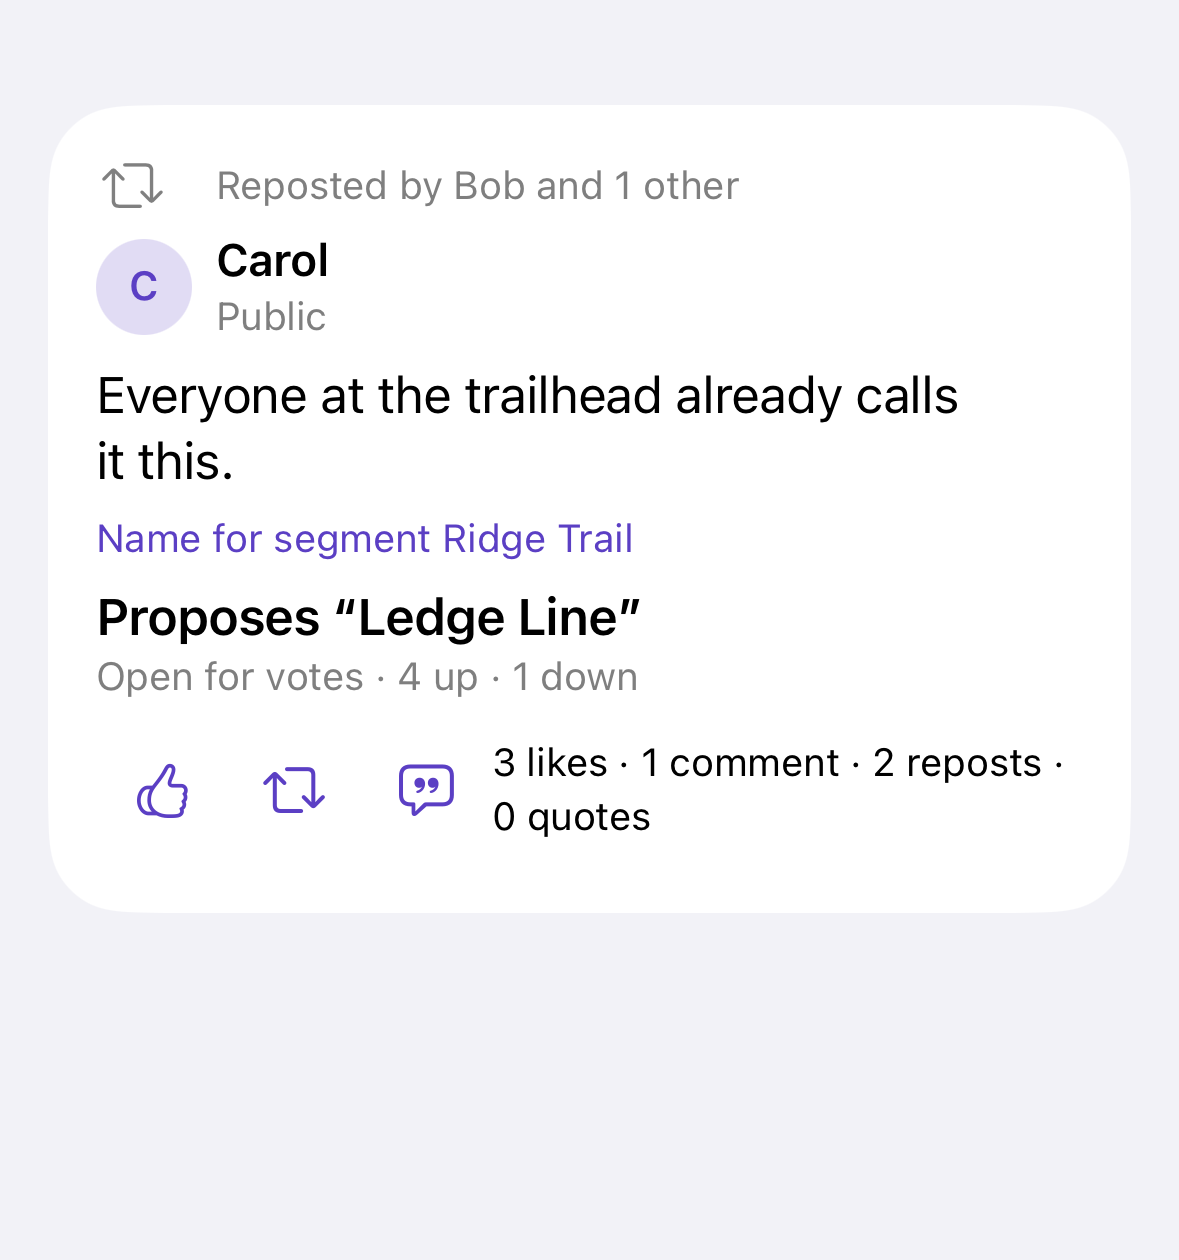 Reposted by Bob and 1 other
C
Carol
Public
Everyone at the trailhead already calls
it this.
Name for segment Ridge Trail
Proposes “Ledge Line”
Open for votes · 4 up · 1 down
3 likes · 1 comment · 2 reposts ·
0 quotes